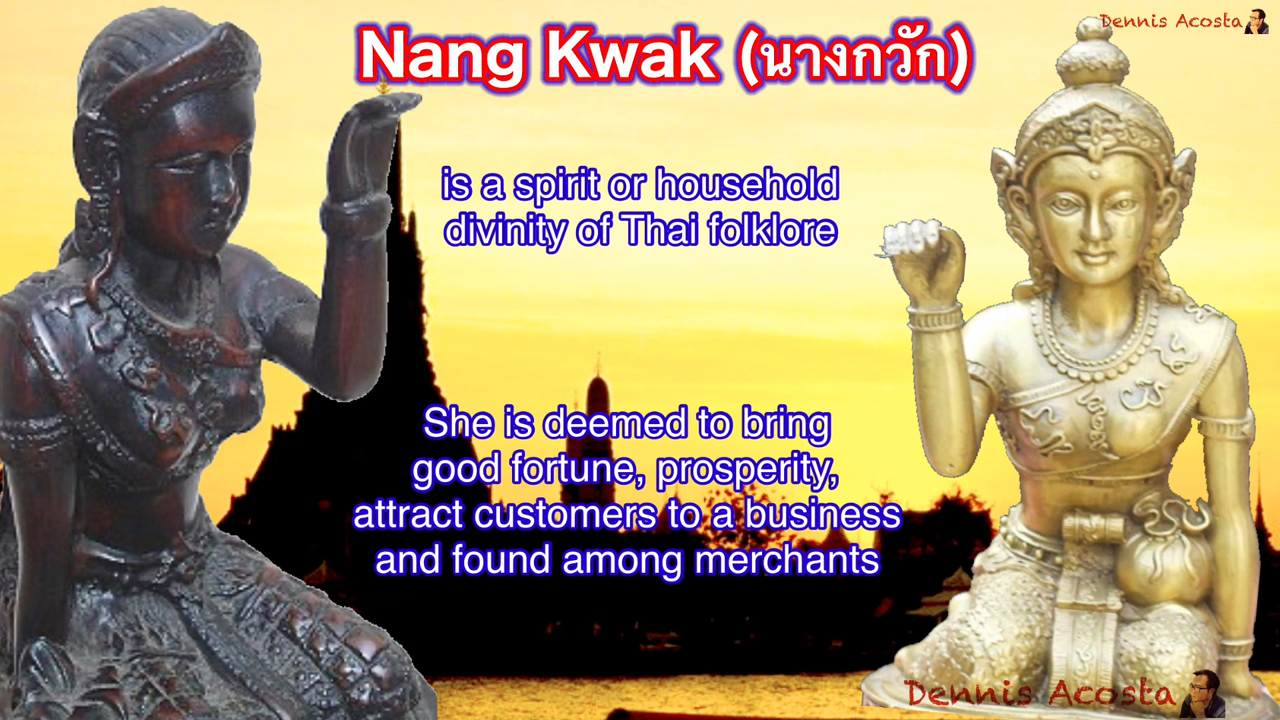 Dennis Acosta
Nang Kwak (นางกวัก)
is a spirit or household
divinity of Thai folklore
She is deemed to bring
good fortune, prosperity,
attract customers to a business
and found among merchants
Dennis Acosta